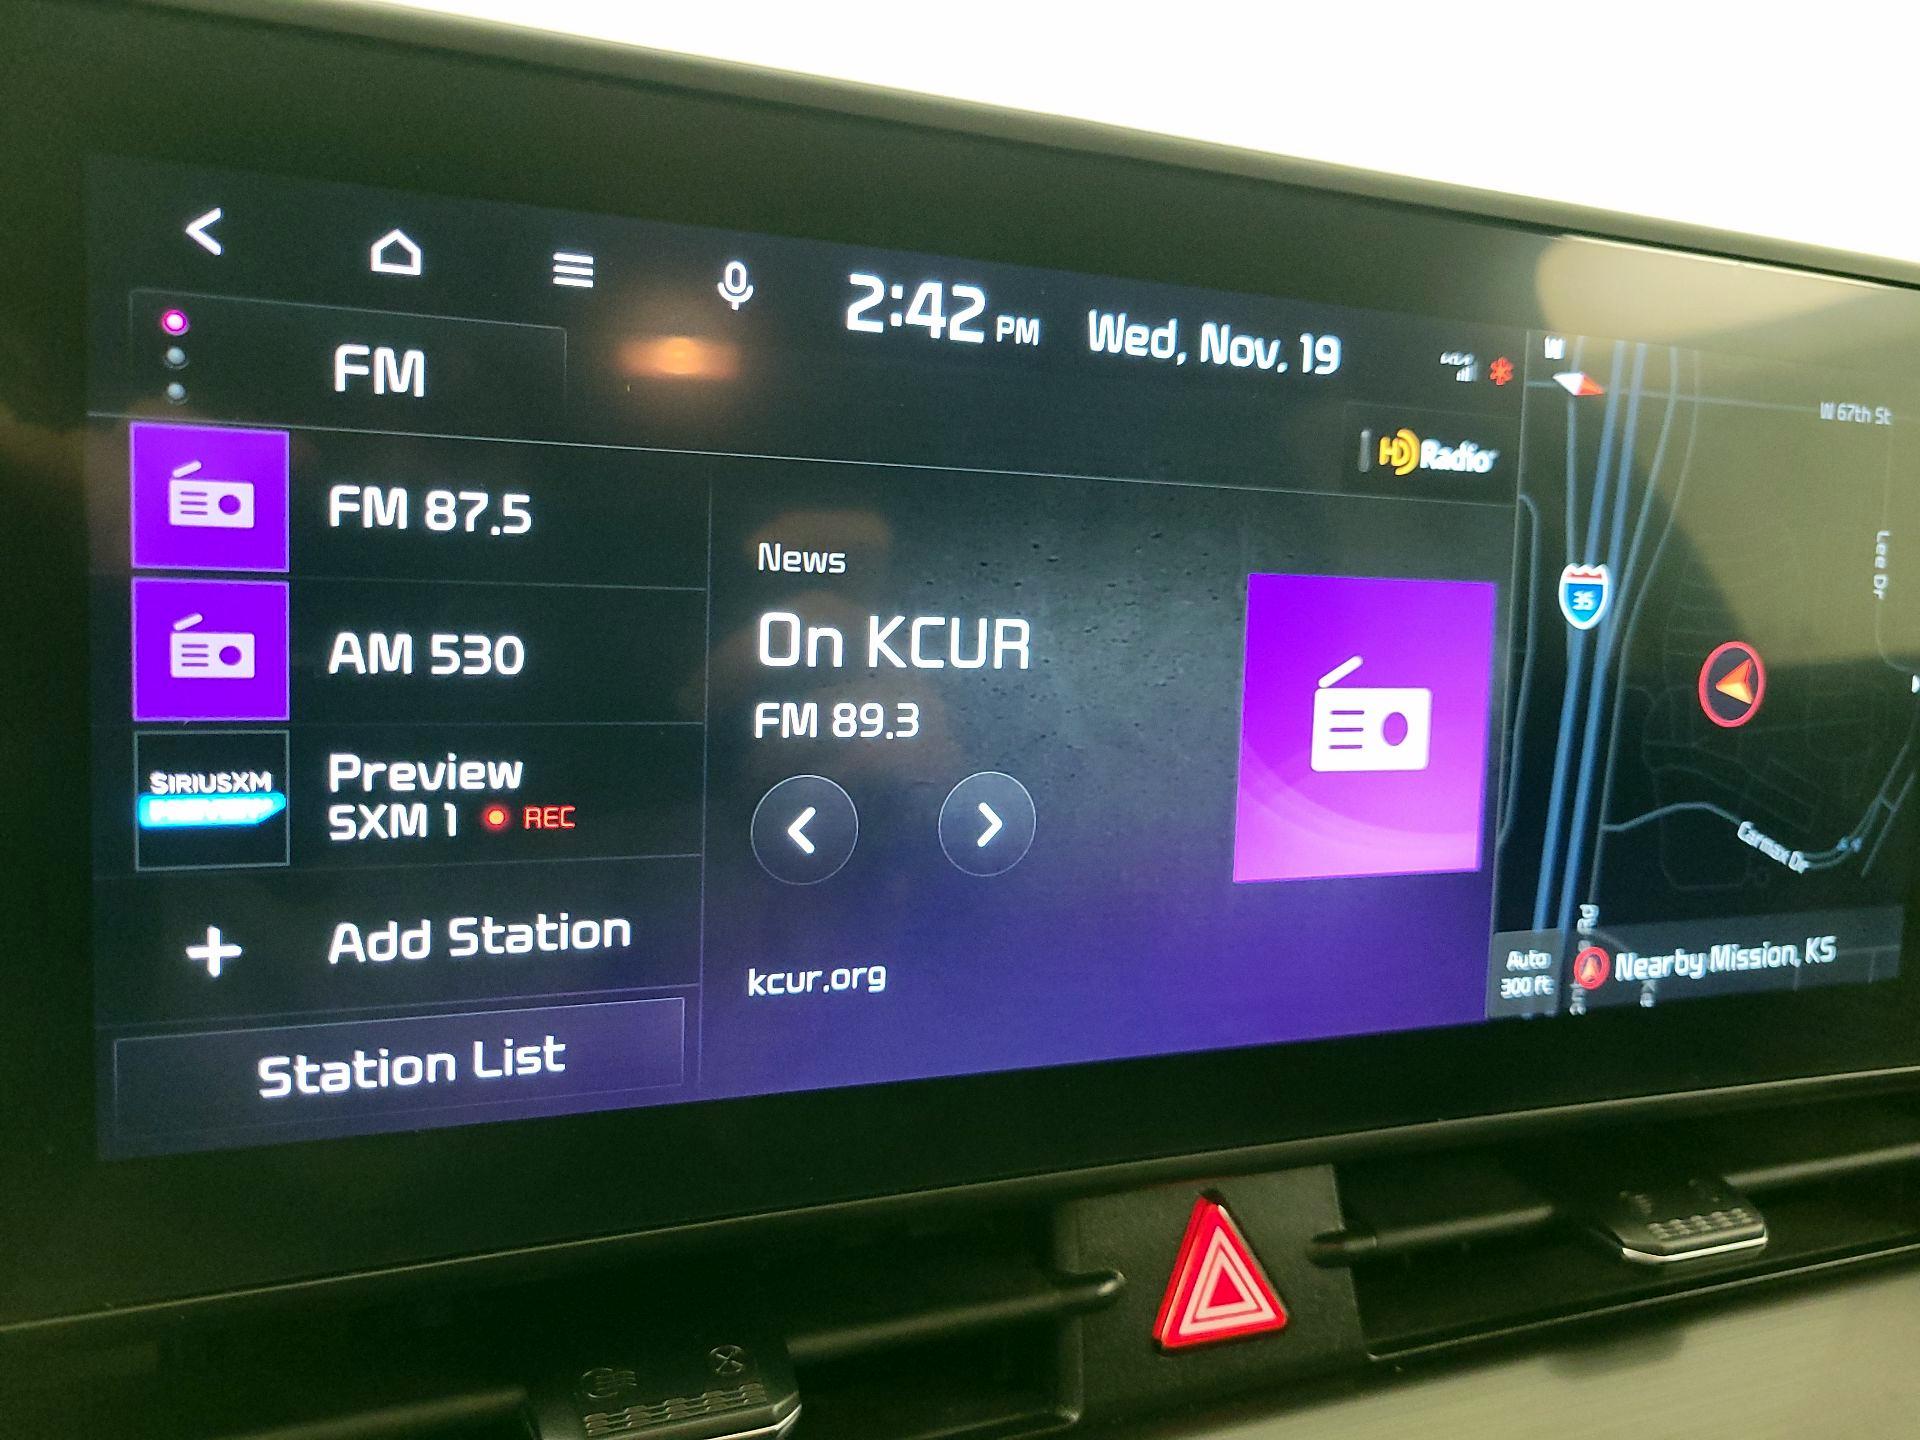 2:42 PM Wed, Nov. 19
FM
HD Radio
FM 87.5
AM 530
SIRIUSXM
Preview
SXM 1 REC
Add Station
Station List
News
On KCUR
FM 89.3
kcur.org
W
W 67th St
Lee Dr
35
Carmax Dr
Auto
300 ft
Nearby Mission, KS